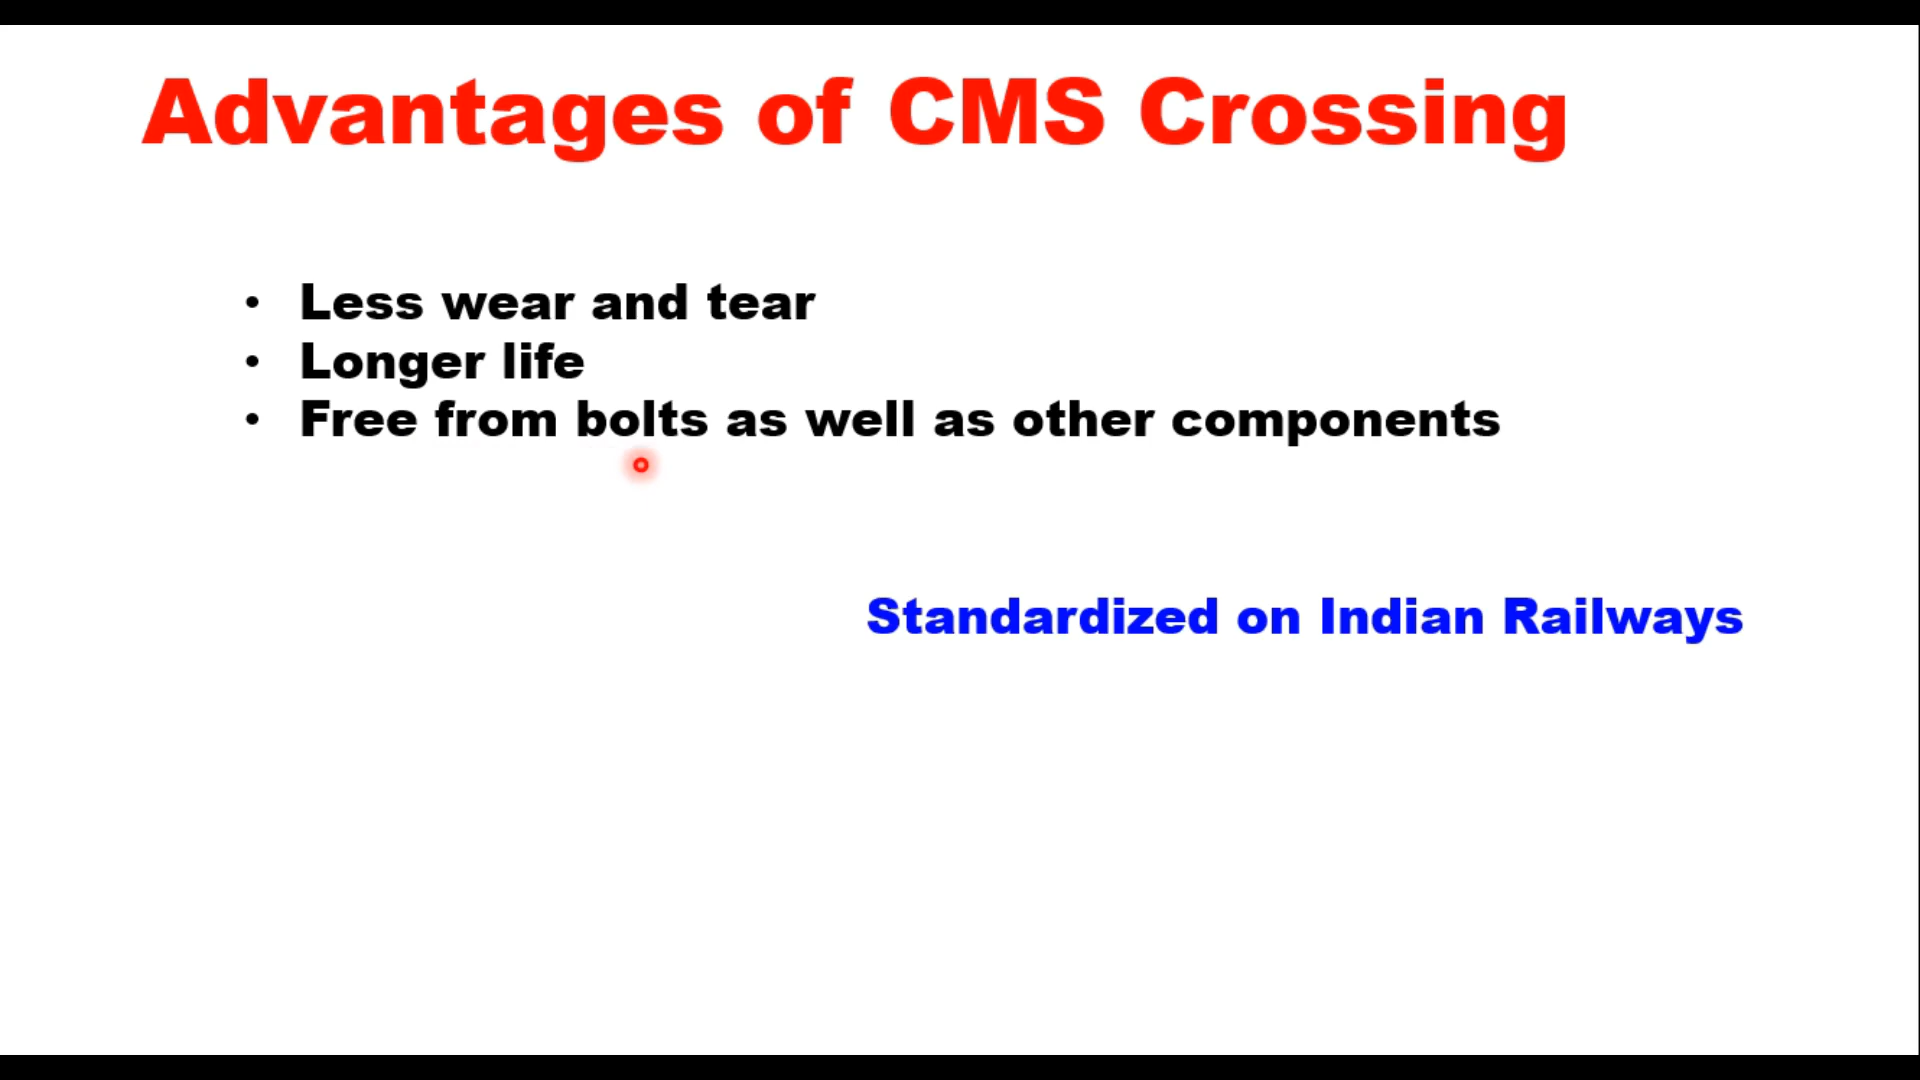 Advantages of CMS Crossing
• Less wear and tear
• Longer life
• Free from bolts as well as other components
Standardized on Indian Railways